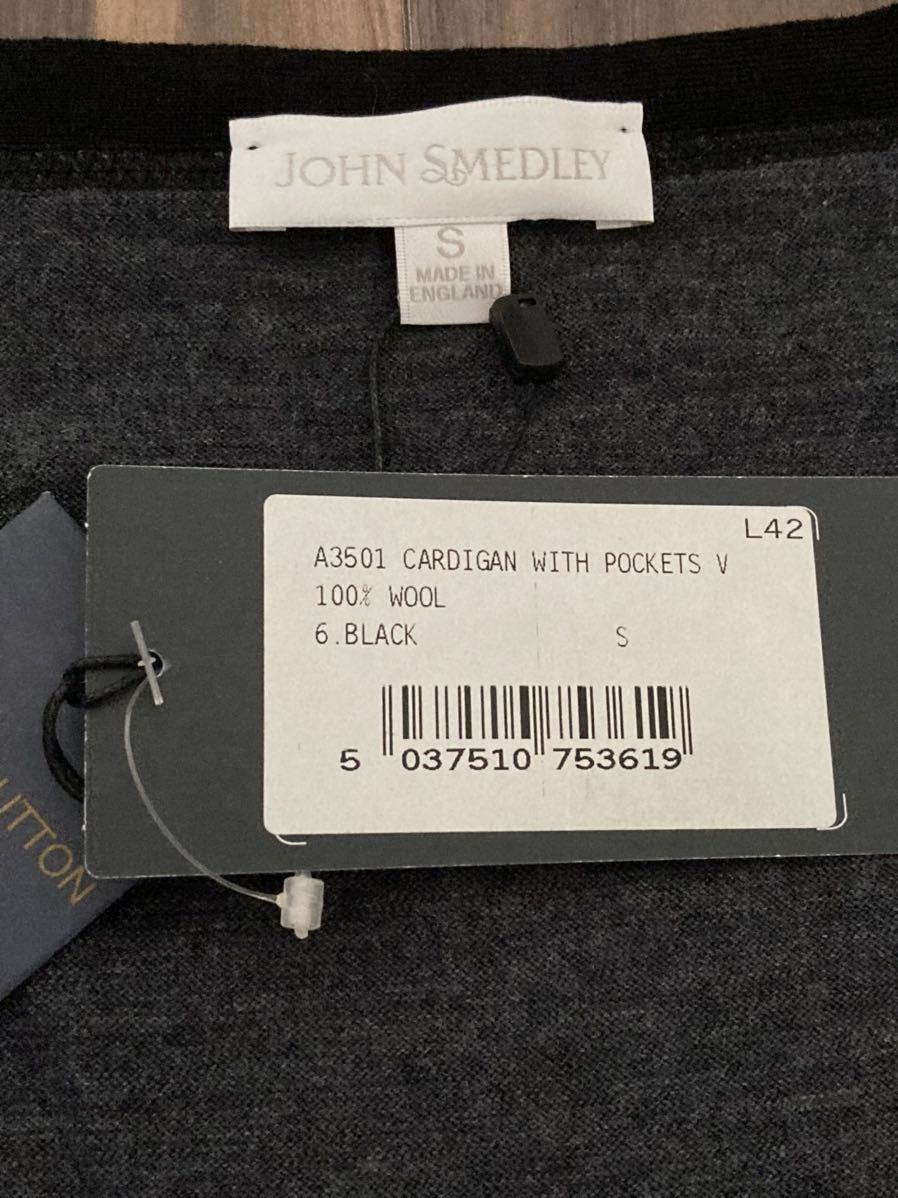 JOHN SMEDLEY
S
MADE IN
ENGLAND
L42
A3501 CARDIGAN WITH POCKETS V
100% WOOL
6.BLACK S
5 037510 753619